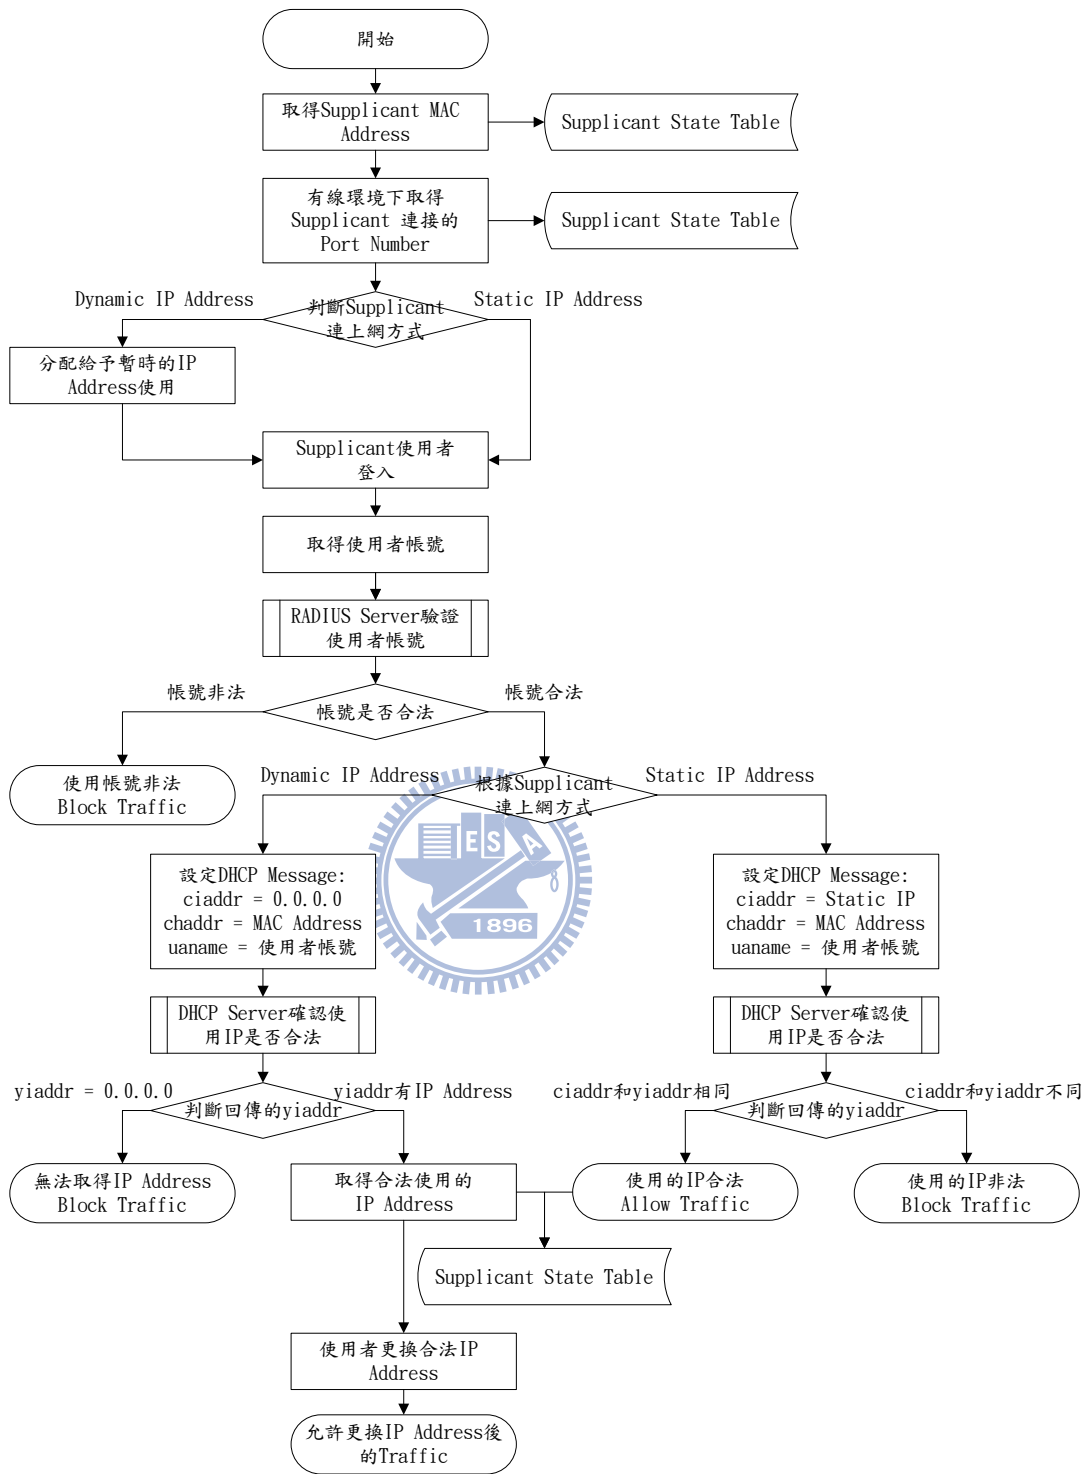 開始
取得Supplicant MAC
Address
Supplicant State Table
有線環境下取得
Supplicant 連接的
Port Number
Supplicant State Table
Dynamic IP Address
判斷Supplicant
連上網方式
Static IP Address
分配給予暫時的IP
Address使用
Supplicant使用者
登入
取得使用者帳號
RADIUS Server驗證
使用者帳號
帳號非法
帳號是否合法
帳號合法
使用帳號非法
Block Traffic
Dynamic IP Address
根據Supplicant
連上網方式
Static IP Address
設定DHCP Message:
ciaddr = 0.0.0.0
chaddr = MAC Address
uaname = 使用者帳號
ES
A
1896
設定DHCP Message:
ciaddr = Static IP
chaddr = MAC Address
uaname = 使用者帳號
DHCP Server確認使
用IP是否合法
DHCP Server確認使
用IP是否合法
yiaddr = 0.0.0.0
判斷回傳的yiaddr
yiaddr有IP Address
ciaddr和yiaddr相同
判斷回傳的yiaddr
ciaddr和yiaddr不同
無法取得IP Address
Block Traffic
取得合法使用的
IP Address
使用的IP合法
Allow Traffic
使用的IP非法
Block Traffic
Supplicant State Table
使用者更換合法IP
Address
允許更換IP Address後
的Traffic